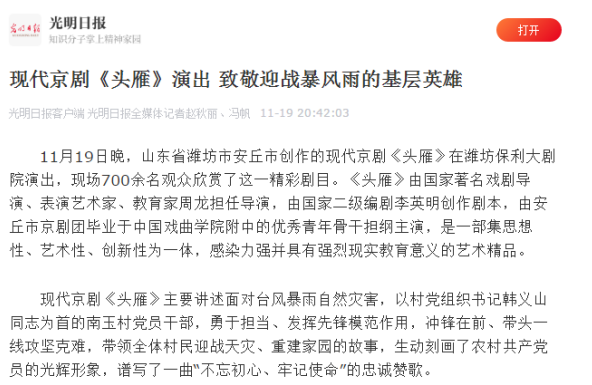 光明日报
光明日报
知识分子掌上精神家园
打开
现代京剧《头雁》演出 致敬迎战暴风雨的基层英雄
光明日报客户端 光明日报全媒体记者赵秋丽、冯帆 11-19 20:42:03
11月19日晚，山东省潍坊市安丘市创作的现代京剧《头雁》在潍坊保利大剧
院演出，现场700余名观众欣赏了这一精彩剧目。《头雁》由国家著名戏剧导
演、表演艺术家、教育家周龙担任导演，由国家二级编剧李英明创作剧本，由安
丘市京剧团毕业于中国戏曲学院附中的优秀青年骨干担纲主演，是一部集思想
性、艺术性、创新性为一体，感染力强并具有强烈现实教育意义的艺术精品。
现代京剧《头雁》主要讲述面对台风暴雨自然灾害，以村党组织书记韩义山
同志为首的南玉村党员干部，勇于担当、发挥先锋模范作用，冲锋在前、带头一
线攻坚克难，带领全体村民迎战天灾、重建家园的故事，生动刻画了农村共产党
员的光辉形象，谱写了一曲“不忘初心、牢记使命”的忠诚赞歌。